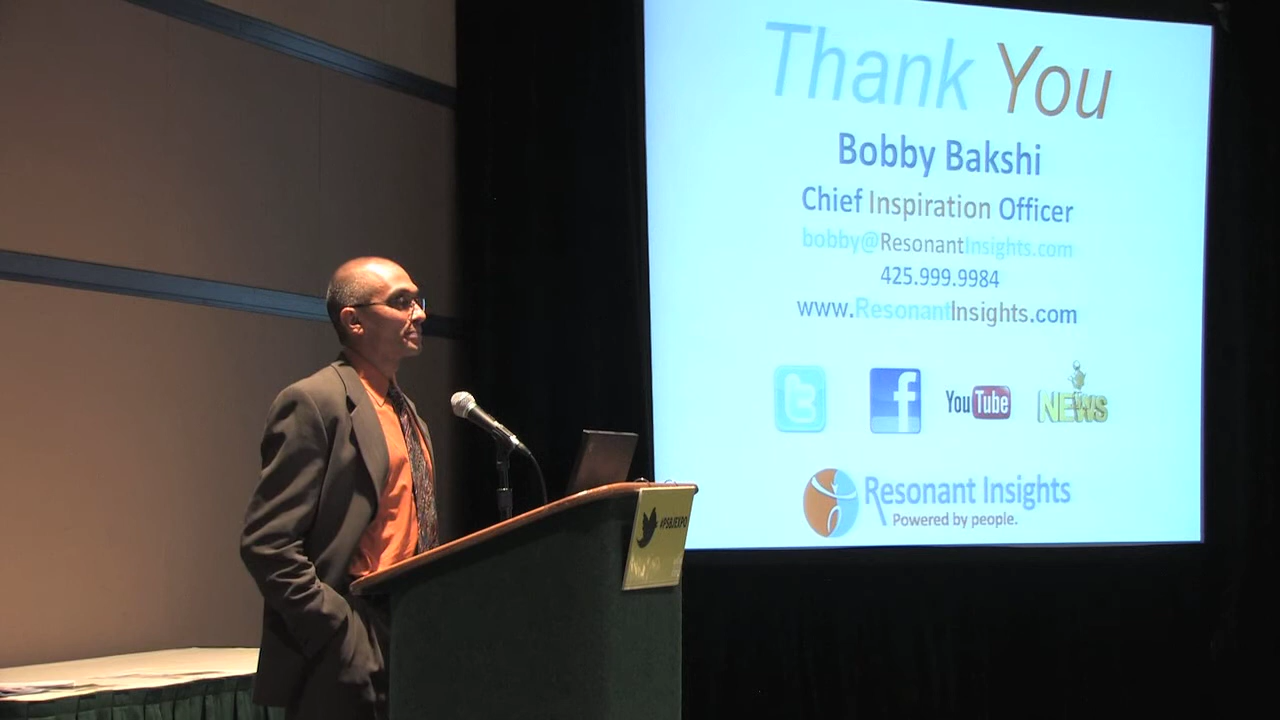 Thank You
Bobby Bakshi
Chief Inspiration Officer
bobby@ResonantInsights.com
425.999.9984
www.ResonantInsights.com
YouTube
NEWS
Resonant Insights
Powered by people.
#PSBJEXPO